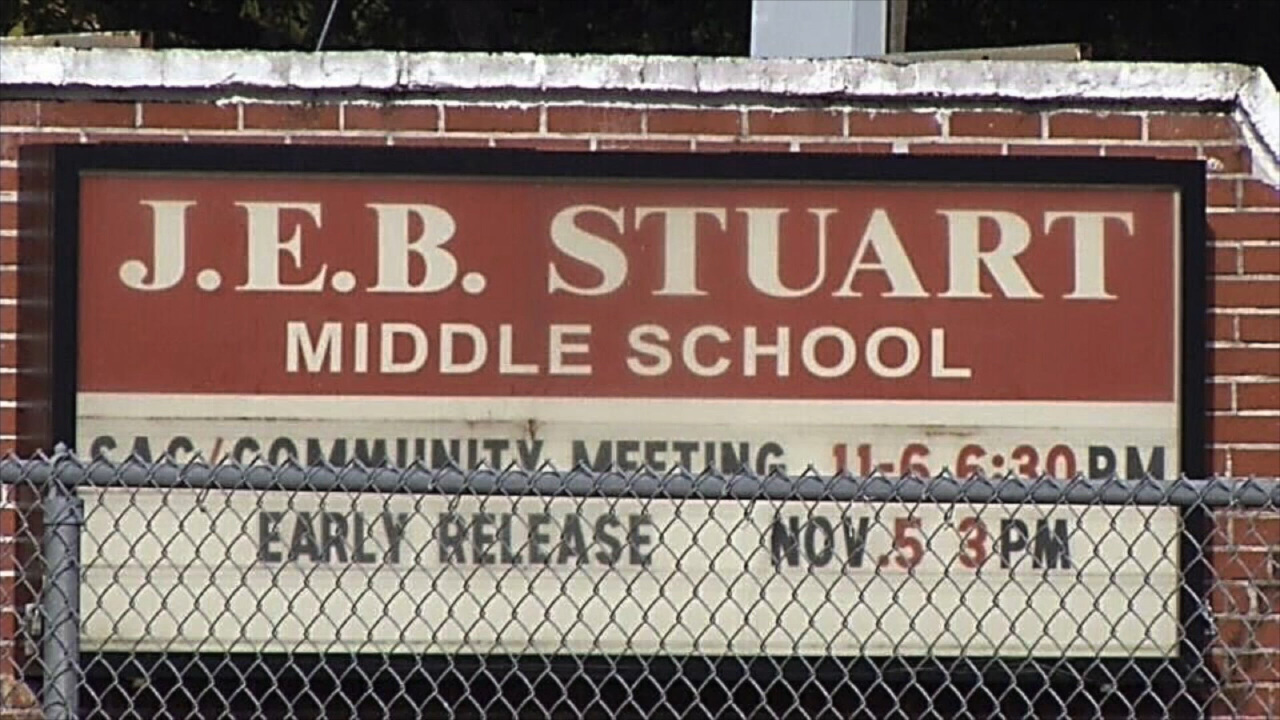 J.E.B. STUART
MIDDLE SCHOOL
SAC/COMMUNITY MEETING 11-6 6:30PM
EARLY RELEASE NOV.5 3PM